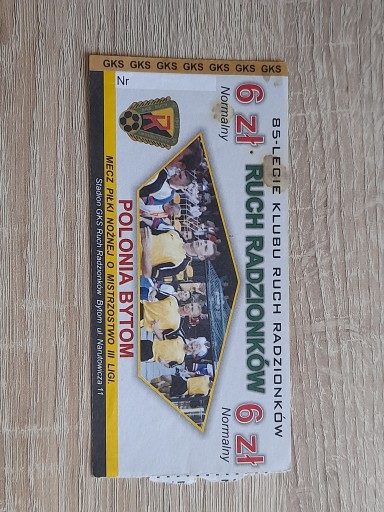 GKS GKS GKS GKS GKS GKS GKS
85-LECIE KLUBU RUCH RADZIONKÓW
6 zł · RUCH RADZIONKÓW 6 zł
Normalny Normalny
Nr
POLONIA BYTOM
MECZ PIŁKI NOŻNEJ O MISTRZOSTWO III LIGI.
Stadion GKS Ruch Radzionków Bytom ul. Narutowicza 11